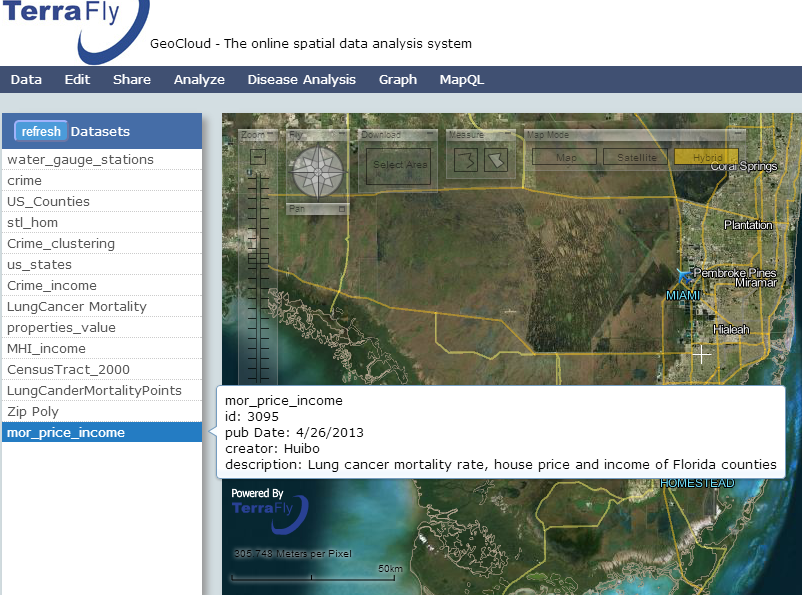 TerraFly
GeoCloud - The online spatial data analysis system
Data Edit Share Analyze Disease Analysis Graph MapQL
refresh Datasets
water_gauge_stations
crime
US_Counties
stl_hom
Crime_clustering
us_states
Crime_income
LungCancer Mortality
properties_value
MHI_income
CensusTract_2000
LungCanderMortalityPoints
Zip Poly
mor_price_income
Zoom Fly Download Measure Map Mode
Select Area
Map Satellite Hybrid
Pan
Coral Springs
Plantation
Pembroke Pines
Miramar
MIAMI
Hialeah
mor_price_income
id: 3095
pub Date: 4/26/2013
creator: Huibo
description: Lung cancer mortality rate, house price and income of Florida counties
HOMESTEAD
Powered By
TerraFly
305.748 Meters per Pixel
50km